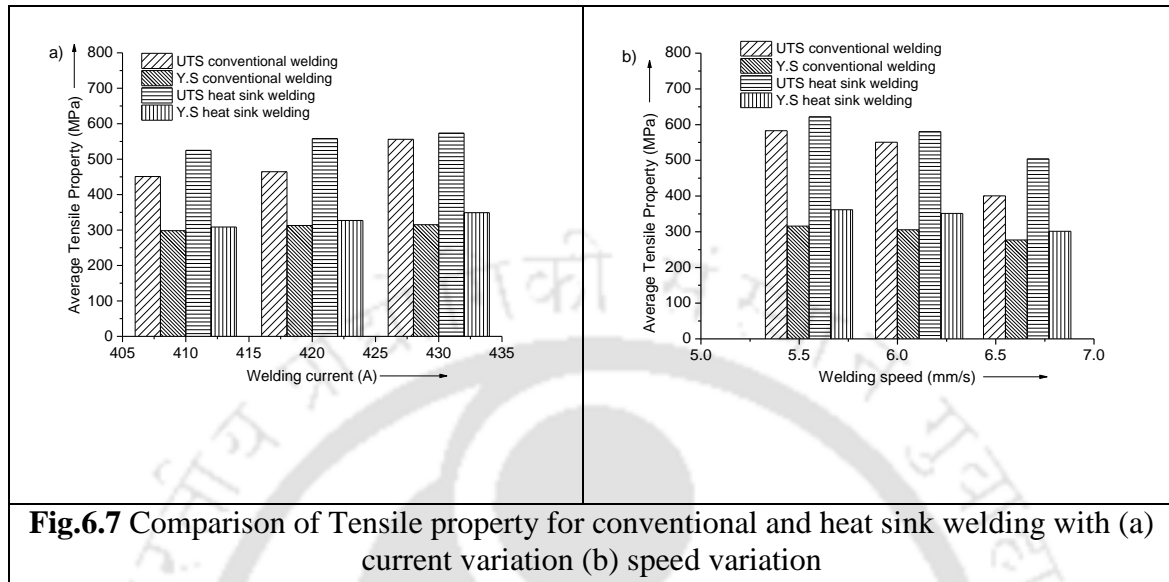 a)
UTS conventional welding
Y.S conventional welding
UTS heat sink welding
Y.S heat sink welding
Average Tensile Property (MPa)
800
700
600
500
400
300
200
100
0
405 410 415 420 425 430 435
Welding current (A)
b)
UTS conventional welding
Y.S conventional welding
UTS heat sink welding
Y.S heat sink welding
Average Tensile Property (MPa)
800
700
600
500
400
300
200
100
0
5.0 5.5 6.0 6.5 7.0
Welding speed (mm/s)
Fig.6.7 Comparison of Tensile property for conventional and heat sink welding with (a)
current variation (b) speed variation